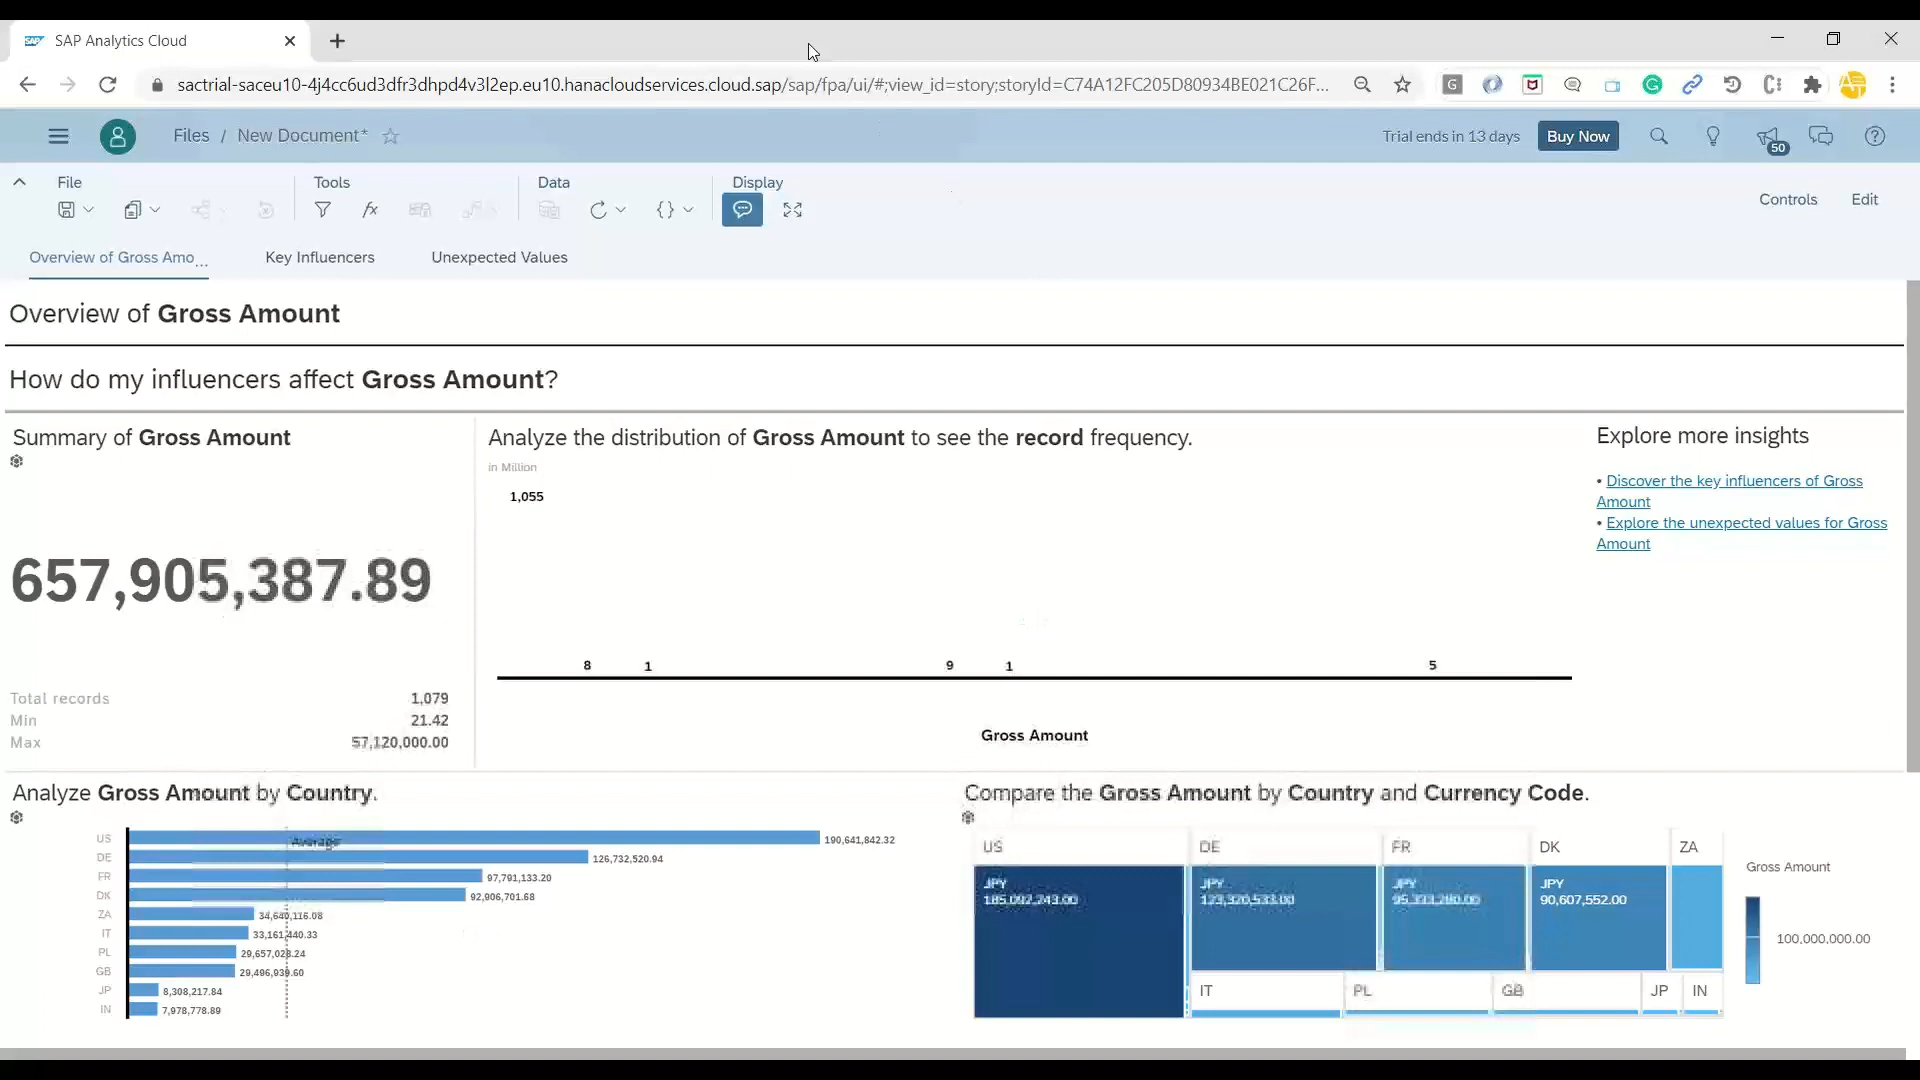 SAP Analytics Cloud
sactrial-saceu10-4j4cc6ud3dfr3dhpd4v3l2ep.eu10.hanacloudservices.cloud.sap/sap/fpa/ui/#;view_id=story;storyId=C74A12FC205D80934BE021C26F...
Files / New Document*
Trial ends in 13 days
Buy Now
50
File
Tools
Data
Display
Controls
Edit
Overview of Gross Amo...
Key Influencers
Unexpected Values
Overview of Gross Amount
How do my influencers affect Gross Amount?
Summary of Gross Amount
657,905,387.89
Total records 1,079
Min 21.42
Max 57,120,000.00
Analyze the distribution of Gross Amount to see the record frequency.
in Million
1,055
8 1 9 1 5
Gross Amount
Explore more insights
• Discover the key influencers of Gross
Amount
• Explore the unexpected values for Gross
Amount
Analyze Gross Amount by Country.
Average
US 190,641,842.32
DE 126,732,520.94
FR 97,791,133.20
DK 92,906,701.68
ZA 34,640,116.08
IT 33,161,440.33
PL 29,657,028.24
GB 29,496,939.60
JP 8,308,217.84
IN 7,978,778.89
Compare the Gross Amount by Country and Currency Code.
US DE FR DK ZA
JPY JPY JPY JPY
90,607,552.00
IT PL GB JP IN
Gross Amount
100,000,000.00